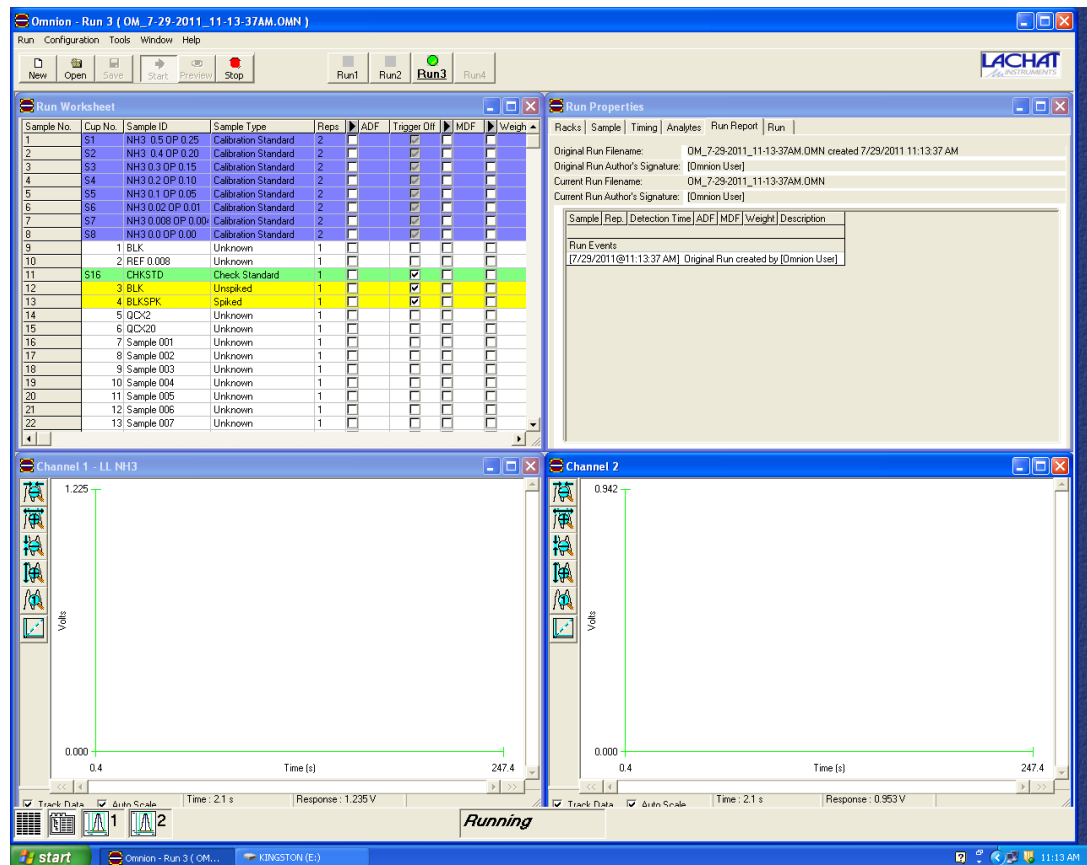 Omnion - Run 3 ( OM_7-29-2011_11-13-37AM.OMN )
Run Configuration Tools Window Help
New Open Save Start Preview Stop Run1 Run2 Run3 Run4
LACHAT
INSTRUMENTS
Run Worksheet
Sample No. Cup No. Sample ID Sample Type Reps ADF Trigger Off MDF Weigh
1 S1 NH3 0.5 OP 0.25 Calibration Standard 2
2 S2 NH3 0.4 OP 0.20 Calibration Standard 2
3 S3 NH3 0.3 OP 0.15 Calibration Standard 2
4 S4 NH3 0.2 OP 0.10 Calibration Standard 2
5 S5 NH3 0.1 OP 0.05 Calibration Standard 2
6 S6 NH3 0.02 OP 0.01 Calibration Standard 2
7 S7 NH3 0.008 OP 0.004 Calibration Standard 2
8 S8 NH3 0.0 OP 0.00 Calibration Standard 2
9 1 BLK Unknown 1
10 2 REF 0.008 Unknown 1
11 S16 CHKSTD Check Standard 1
12 3 BLK Unspiked 1
13 4 BLKSPK Spiked 1
14 5 QCX2 Unknown 1
15 6 QCX20 Unknown 1
16 7 Sample 001 Unknown 1
17 8 Sample 002 Unknown 1
18 9 Sample 003 Unknown 1
19 10 Sample 004 Unknown 1
20 11 Sample 005 Unknown 1
21 12 Sample 006 Unknown 1
22 13 Sample 007 Unknown 1
Run Properties
Racks Sample Timing Analytes Run Report Run
Original Run Filename: OM_7-29-2011_11-13-37AM.OMN created 7/29/2011 11:13:37 AM
Original Run Author's Signature: [Omnion User]
Current Run Filename: OM_7-29-2011_11-13-37AM.OMN
Current Run Author's Signature: [Omnion User]
Sample Rep. Detection Time ADF MDF Weight Description
Run Events
[7/29/2011@11:13:37 AM] Original Run created by [Omnion User]
Channel 1 - LL NH3
1.225
Volts
0.000
0.4 Time (s) 247.4
Track Data Auto Scale Time : 2.1 s Response : 1.235 V
Channel 2
0.942
Volts
0.000
0.4 Time (s) 247.4
Track Data Auto Scale Time : 2.1 s Response : 0.953 V
1 2 Running
start Omnion - Run 3 ( OM... KINGSTON (E:) 11:13 AM